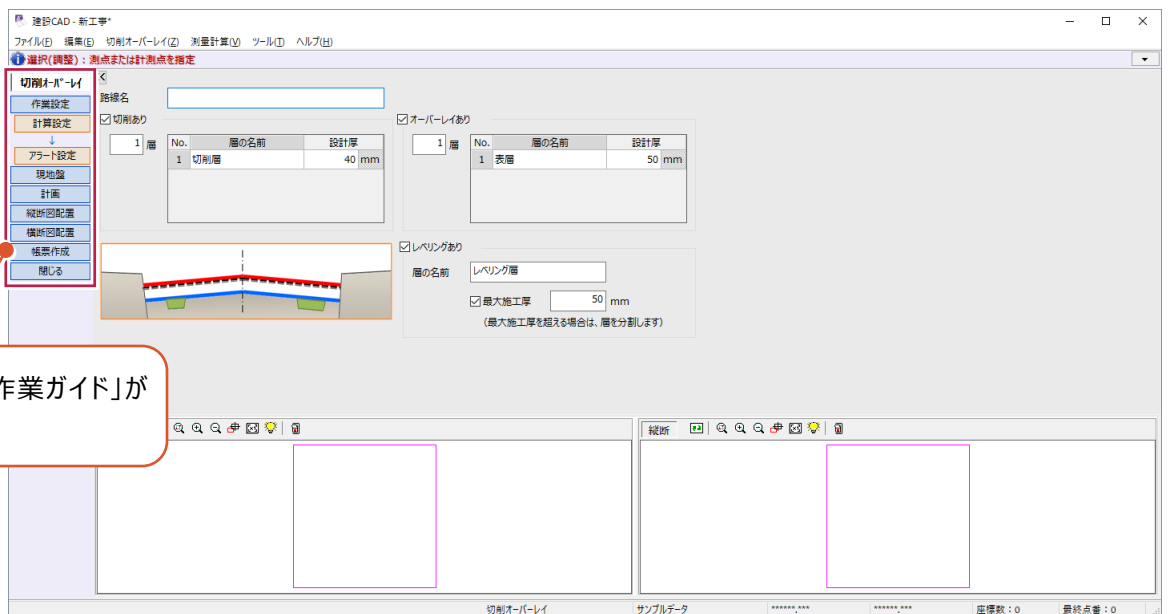 建設CAD - 新工事*
ファイル(F) 編集(E) 切削オーバーレイ(Z) 測量計算(V) ツール(T) ヘルプ(H)
選択(調整)：測点または計測点を指定
切削ｵｰﾊﾞｰﾚｲ
作業設定
計算設定
↓
アラート設定
現地盤
計画
縦断図配置
横断図配置
帳票作成
閉じる
路線名
切削あり
1 層
No. 層の名前 設計厚
1 切削層 40 mm
オーバーレイあり
1 層
No. 層の名前 設計厚
1 表層 50 mm
レベリングあり
層の名前 レベリング層
最大施工厚 50 mm
（最大施工厚を超える場合は、層を分割します）
作業ガイド」が
縦断
切削オーバーレイ サンプルデータ ******.*** ******.*** 座標数：0 最終点番：0